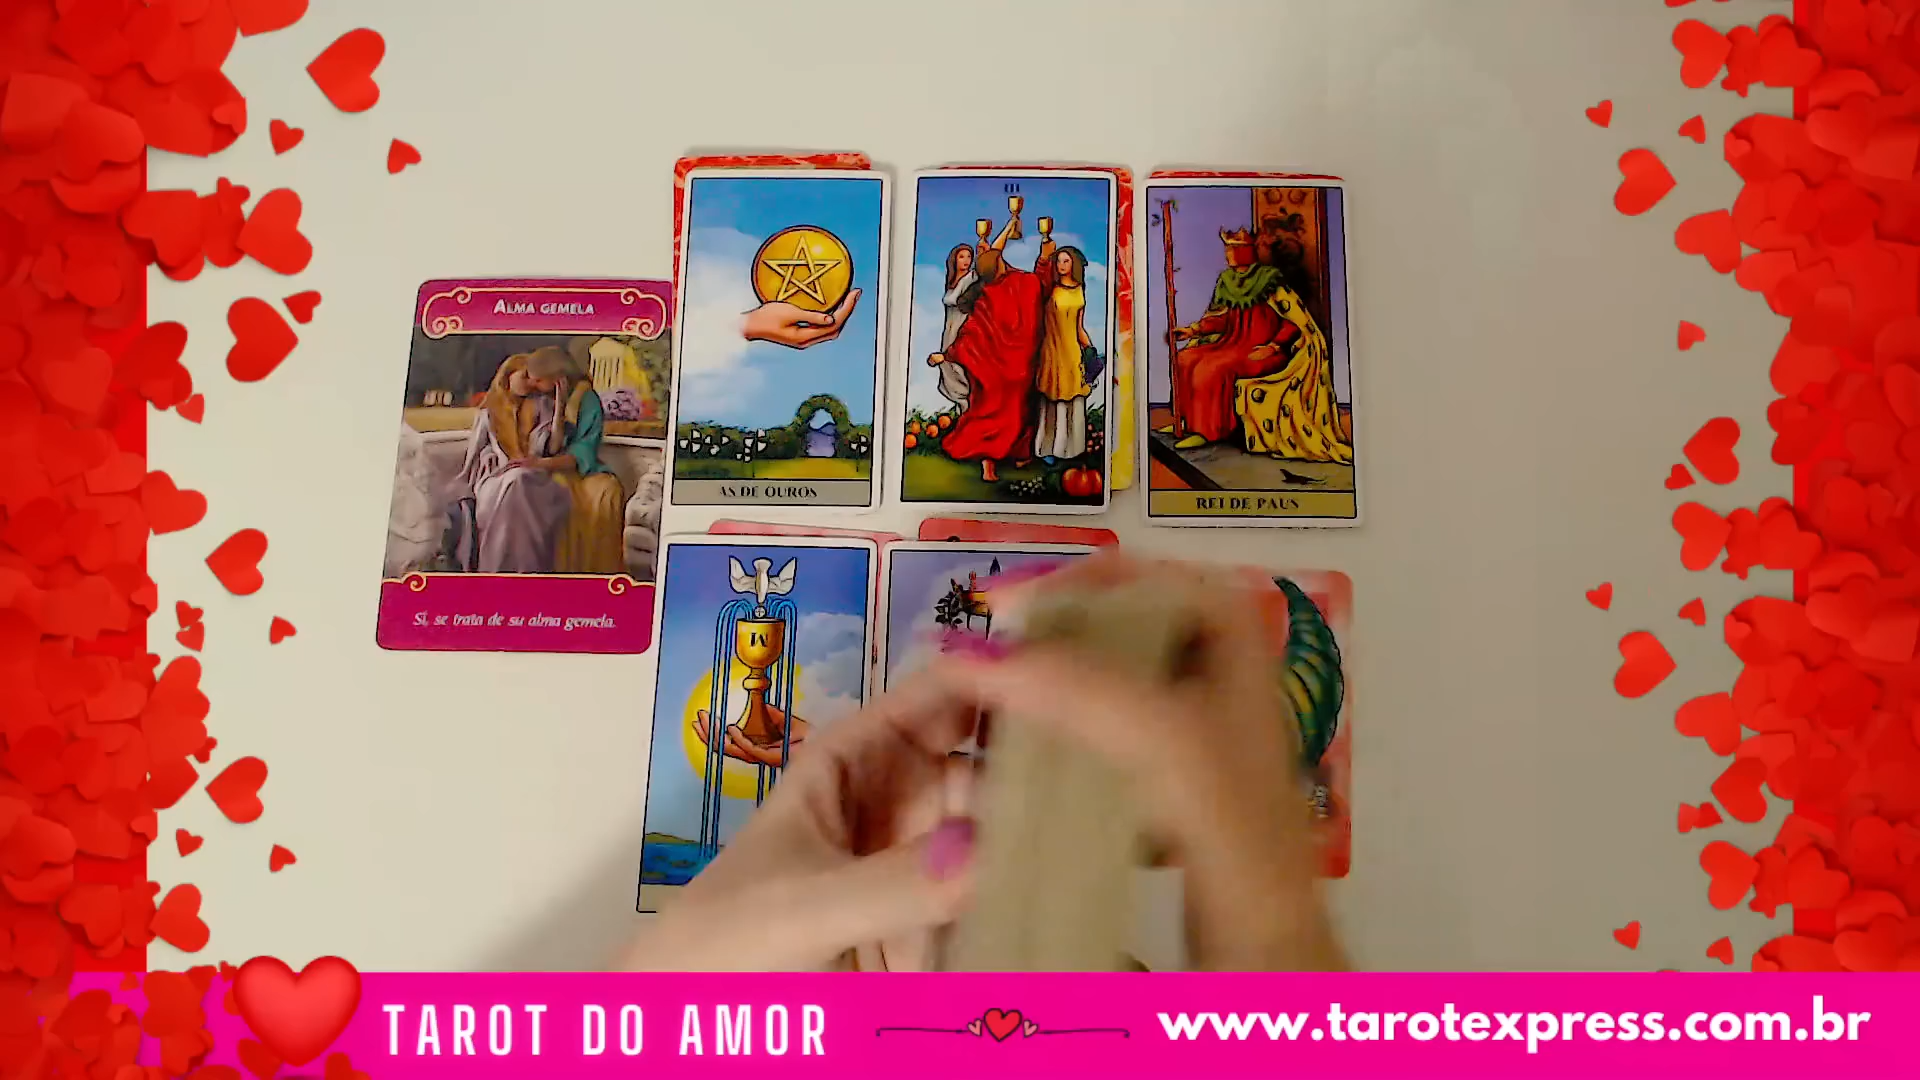 ALMA GEMELA
Sí, se trata de su alma gemela.
AS DE OUROS
III
REI DE PAUS
TAROT DO AMOR
www.tarotexpress.com.br